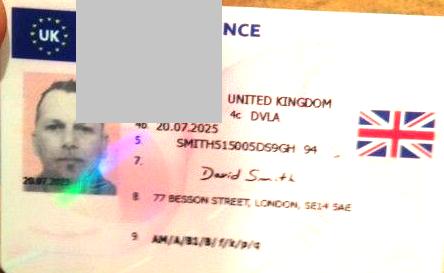 UK
NCE
UNITED KINGDOM
4c DVLA
4b 20.07.2025
5. SMITH515005DS9GH 94
7. David Smith
20.07.2025
8 77 BESSON STREET, LONDON, SE14 5AE
9 AM/A/B1/B/f/k/p/q